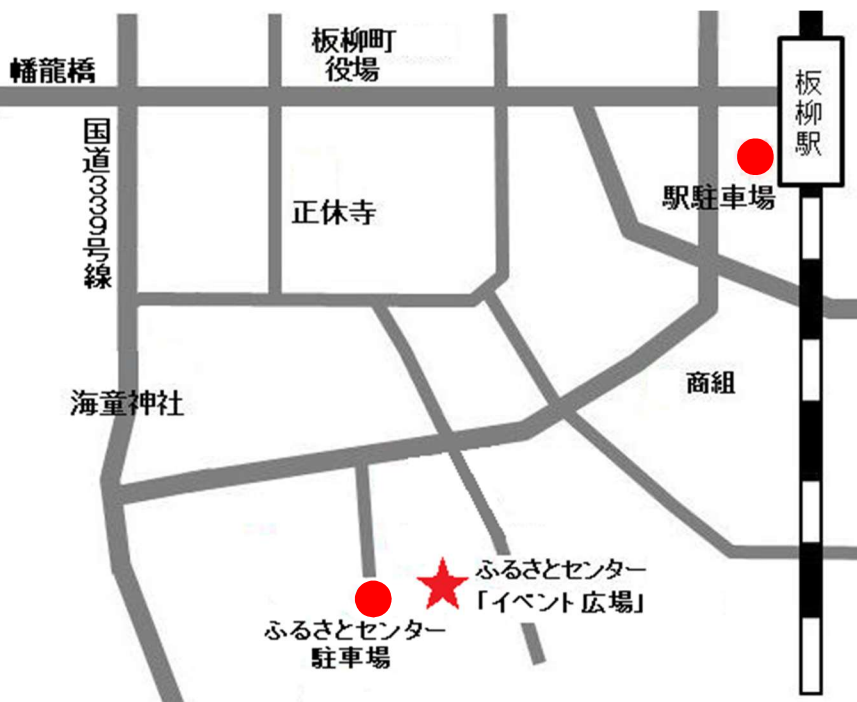 板柳町
役場
幡龍橋
板柳駅
国道339号線
駅駐車場
正休寺
商組
海童神社
ふるさとセンター
「イベント広場」
ふるさとセンター
駐車場